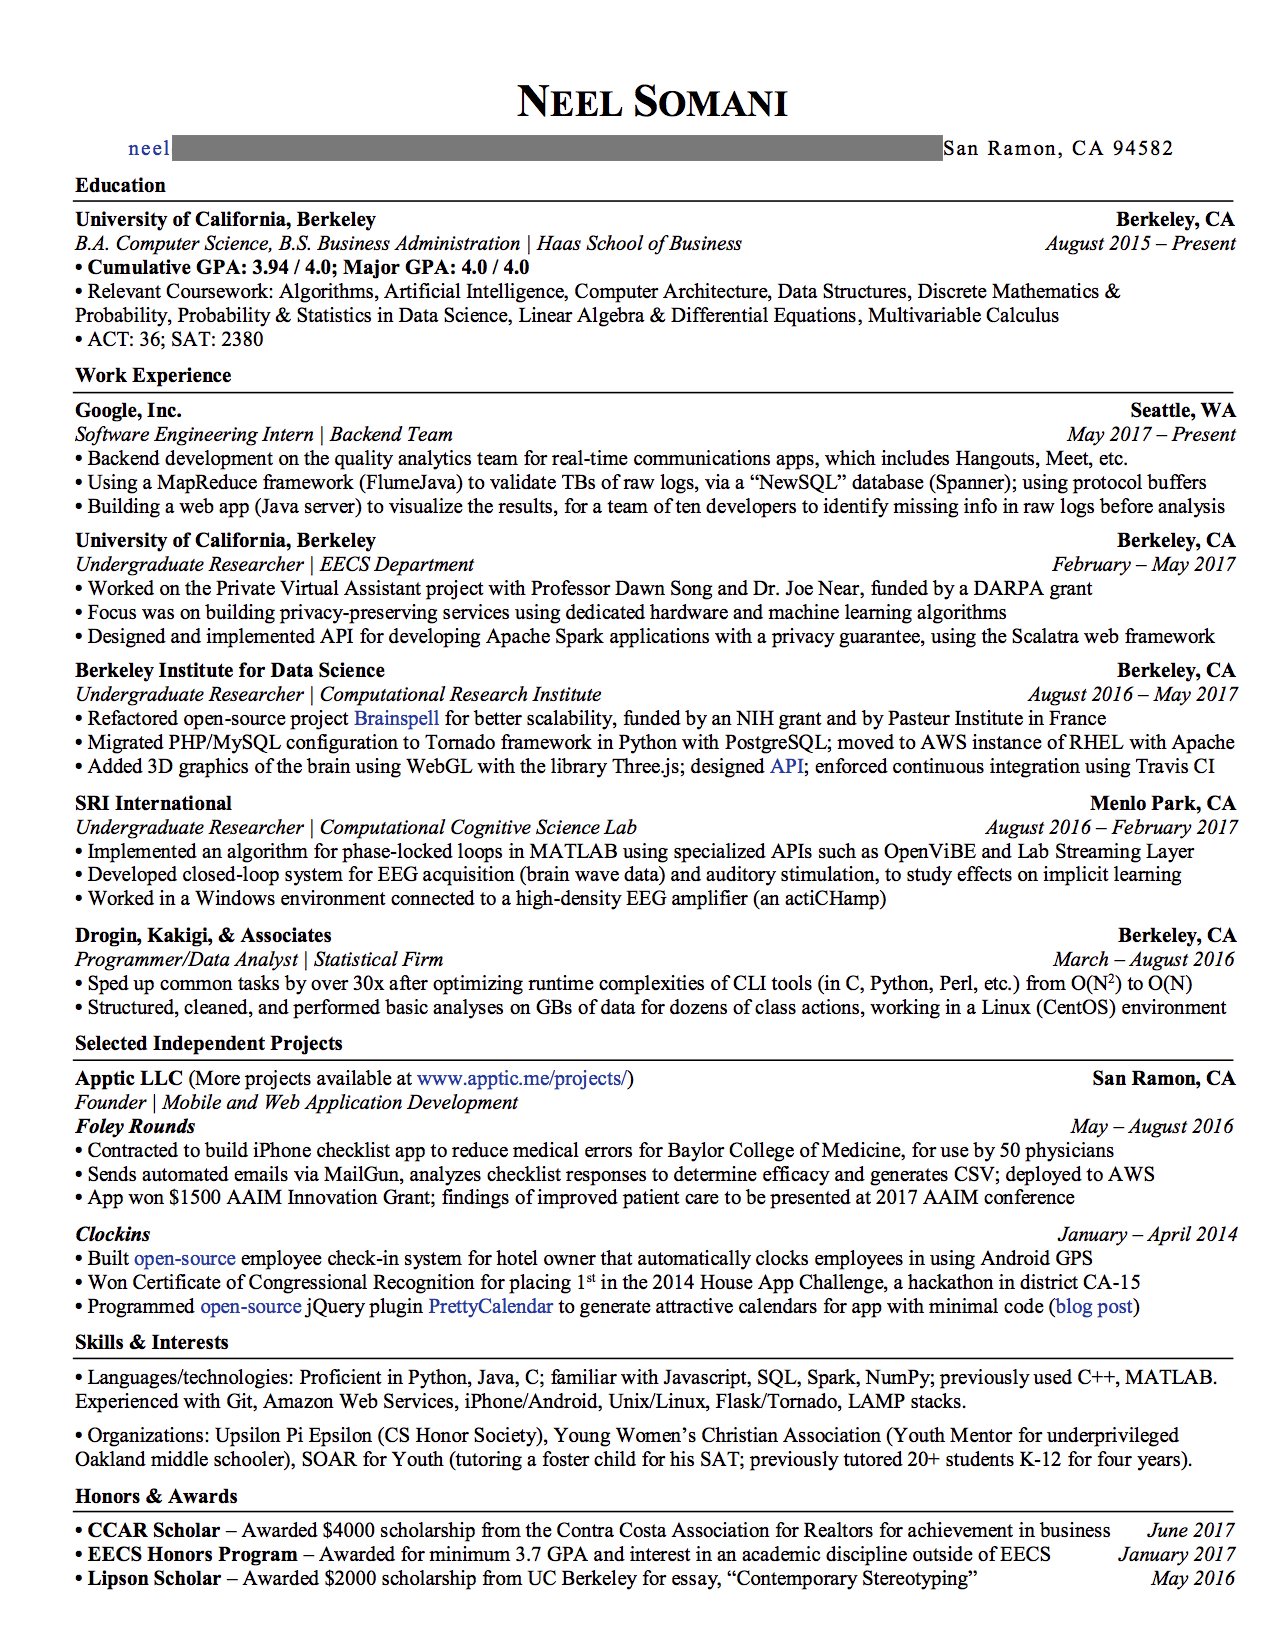 NEEL SOMANI
neel San Ramon, CA 94582
Education
University of California, Berkeley Berkeley, CA
B.A. Computer Science, B.S. Business Administration | Haas School of Business August 2015 – Present
• Cumulative GPA: 3.94 / 4.0; Major GPA: 4.0 / 4.0
• Relevant Coursework: Algorithms, Artificial Intelligence, Computer Architecture, Data Structures, Discrete Mathematics &
Probability, Probability & Statistics in Data Science, Linear Algebra & Differential Equations, Multivariable Calculus
• ACT: 36; SAT: 2380
Work Experience
Google, Inc. Seattle, WA
Software Engineering Intern | Backend Team May 2017 – Present
• Backend development on the quality analytics team for real-time communications apps, which includes Hangouts, Meet, etc.
• Using a MapReduce framework (FlumeJava) to validate TBs of raw logs, via a “NewSQL” database (Spanner); using protocol buffers
• Building a web app (Java server) to visualize the results, for a team of ten developers to identify missing info in raw logs before analysis
University of California, Berkeley Berkeley, CA
Undergraduate Researcher | EECS Department February – May 2017
• Worked on the Private Virtual Assistant project with Professor Dawn Song and Dr. Joe Near, funded by a DARPA grant
• Focus was on building privacy-preserving services using dedicated hardware and machine learning algorithms
• Designed and implemented API for developing Apache Spark applications with a privacy guarantee, using the Scalatra web framework
Berkeley Institute for Data Science Berkeley, CA
Undergraduate Researcher | Computational Research Institute August 2016 – May 2017
• Refactored open-source project Brainspell for better scalability, funded by an NIH grant and by Pasteur Institute in France
• Migrated PHP/MySQL configuration to Tornado framework in Python with PostgreSQL; moved to AWS instance of RHEL with Apache
• Added 3D graphics of the brain using WebGL with the library Three.js; designed API; enforced continuous integration using Travis CI
SRI International Menlo Park, CA
Undergraduate Researcher | Computational Cognitive Science Lab August 2016 – February 2017
• Implemented an algorithm for phase-locked loops in MATLAB using specialized APIs such as OpenViBE and Lab Streaming Layer
• Developed closed-loop system for EEG acquisition (brain wave data) and auditory stimulation, to study effects on implicit learning
• Worked in a Windows environment connected to a high-density EEG amplifier (an actiCHamp)
Drogin, Kakigi, & Associates Berkeley, CA
Programmer/Data Analyst | Statistical Firm March – August 2016
• Sped up common tasks by over 30x after optimizing runtime complexities of CLI tools (in C, Python, Perl, etc.) from O(N²) to O(N)
• Structured, cleaned, and performed basic analyses on GBs of data for dozens of class actions, working in a Linux (CentOS) environment
Selected Independent Projects
Apptic LLC (More projects available at www.apptic.me/projects/) San Ramon, CA
Founder | Mobile and Web Application Development
Foley Rounds May – August 2016
• Contracted to build iPhone checklist app to reduce medical errors for Baylor College of Medicine, for use by 50 physicians
• Sends automated emails via MailGun, analyzes checklist responses to determine efficacy and generates CSV; deployed to AWS
• App won $1500 AAIM Innovation Grant; findings of improved patient care to be presented at 2017 AAIM conference
Clockins January – April 2014
• Built open-source employee check-in system for hotel owner that automatically clocks employees in using Android GPS
• Won Certificate of Congressional Recognition for placing 1st in the 2014 House App Challenge, a hackathon in district CA-15
• Programmed open-source jQuery plugin PrettyCalendar to generate attractive calendars for app with minimal code (blog post)
Skills & Interests
• Languages/technologies: Proficient in Python, Java, C; familiar with Javascript, SQL, Spark, NumPy; previously used C++, MATLAB.
Experienced with Git, Amazon Web Services, iPhone/Android, Unix/Linux, Flask/Tornado, LAMP stacks.
• Organizations: Upsilon Pi Epsilon (CS Honor Society), Young Women’s Christian Association (Youth Mentor for underprivileged
Oakland middle schooler), SOAR for Youth (tutoring a foster child for his SAT; previously tutored 20+ students K-12 for four years).
Honors & Awards
• CCAR Scholar – Awarded $4000 scholarship from the Contra Costa Association for Realtors for achievement in business June 2017
• EECS Honors Program – Awarded for minimum 3.7 GPA and interest in an academic discipline outside of EECS January 2017
• Lipson Scholar – Awarded $2000 scholarship from UC Berkeley for essay, “Contemporary Stereotyping” May 2016